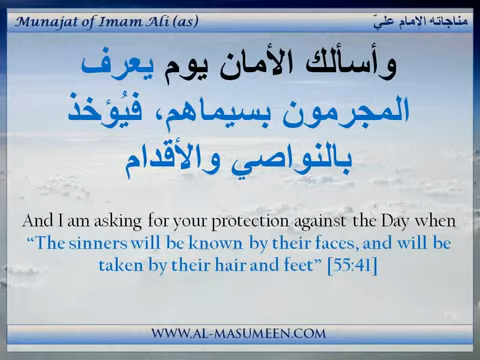 Munajat of Imam Ali (as)
مناجاته الإمام عليّ
وأسألك الأمان يوم يعرف
المجرمون بسيماهم، فيُؤخذ
بالنواصي والأقدام
And I am asking for your protection against the Day when
“The sinners will be known by their faces, and will be
taken by their hair and feet” [55:41]
WWW.AL-MASUMEEN.COM